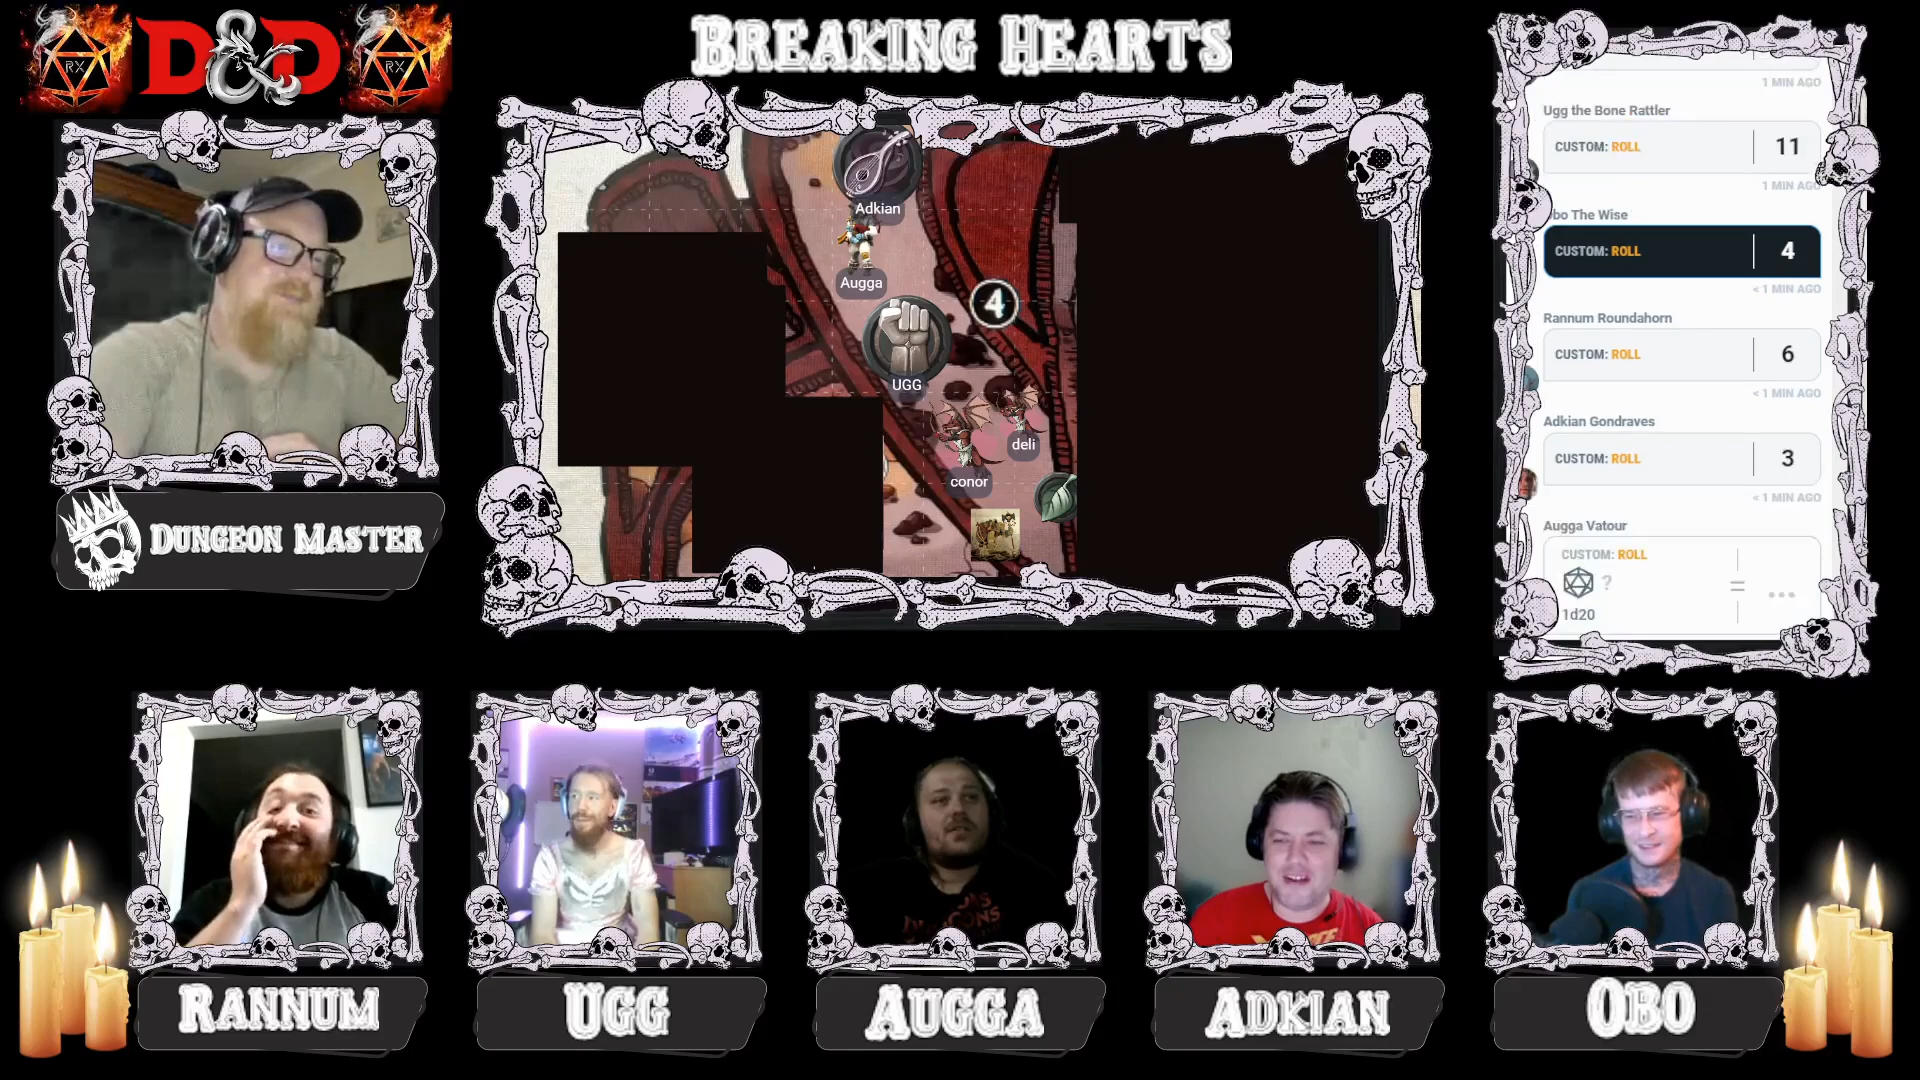 RX
D&D
RX
BREAKING HEARTS
1 MIN AGO
Ugg the Bone Rattler
CUSTOM: ROLL
11
1 MIN AGO
bo The Wise
CUSTOM: ROLL
4
< 1 MIN AGO
Rannum Roundahorn
CUSTOM: ROLL
6
< 1 MIN AGO
Adkian Gondraves
CUSTOM: ROLL
3
< 1 MIN AGO
Augga Vatour
CUSTOM: ROLL
?
=
...
1d20
Adkian
Augga
4
UGG
deli
conor
DUNGEON MASTER
RANNUM
UGG
AUGGA
ADKIAN
OBO